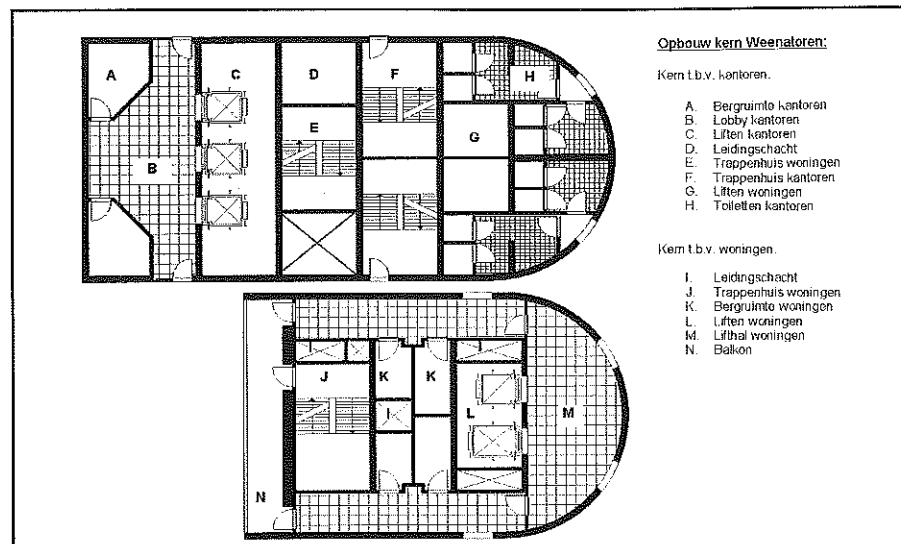 Opbouw kern Weenatoren:
Kern t.b.v. kantoren.
A. Bergruimte kantoren
B. Lobby kantoren
C. Liften kantoren
D. Leidingschacht
E. Trappenhuis woningen
F. Trappenhuis kantoren
G. Liften woningen
H. Toiletten kantoren
Kern t.b.v. woningen.
I. Leidingschacht
J. Trappenhuis woningen
K. Bergruimte woningen
L. Liften woningen
M. Lifthal woningen
N. Balkon
A
C
D
F
H
E
G
B
I
I
J
K
K
I
L
M
N